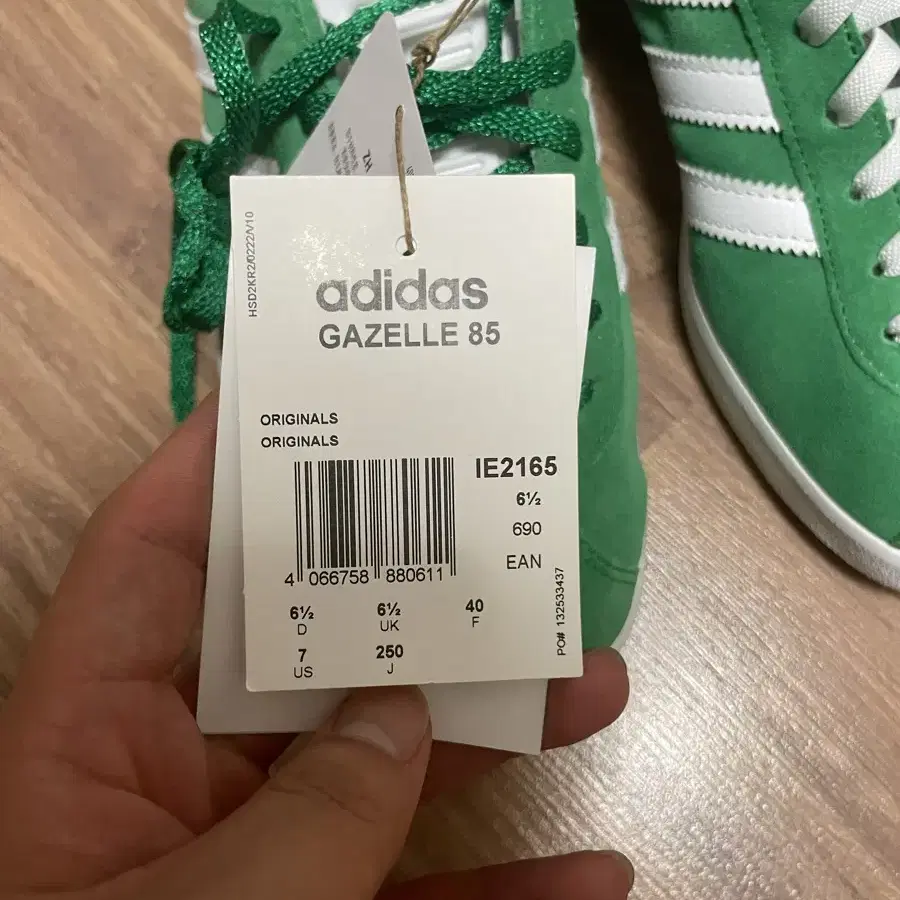 HSD2KR2/0222/V10
adidas
GAZELLE 85
ORIGINALS
ORIGINALS
IE2165
6½
690
EAN
4 066758 880611
6½ 6½ 40
D UK F
7 250
US J
PO# 132533437